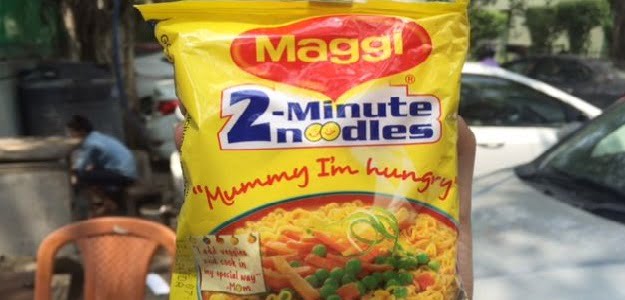 Maggi
®
2-Minute
noodles
"Mummy I'm hungry"
"I add veggies
and cook in
my special way"
-Mom